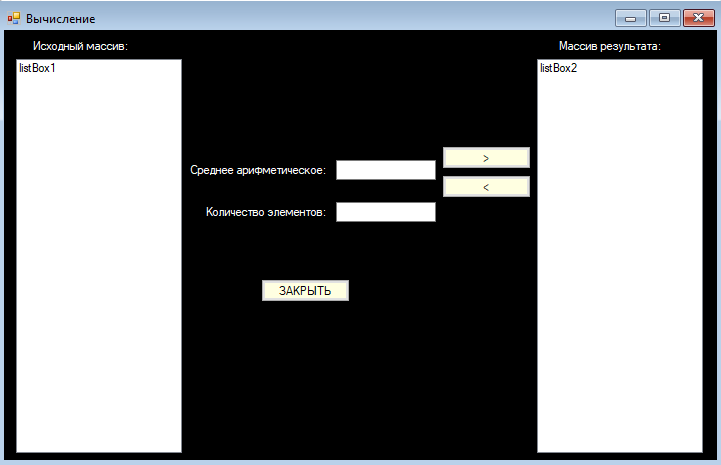 Вычисление
Исходный массив:
Массив результата:
listBox1
listBox2
>
Среднее арифметическое:
<
Количество элементов:
ЗАКРЫТЬ